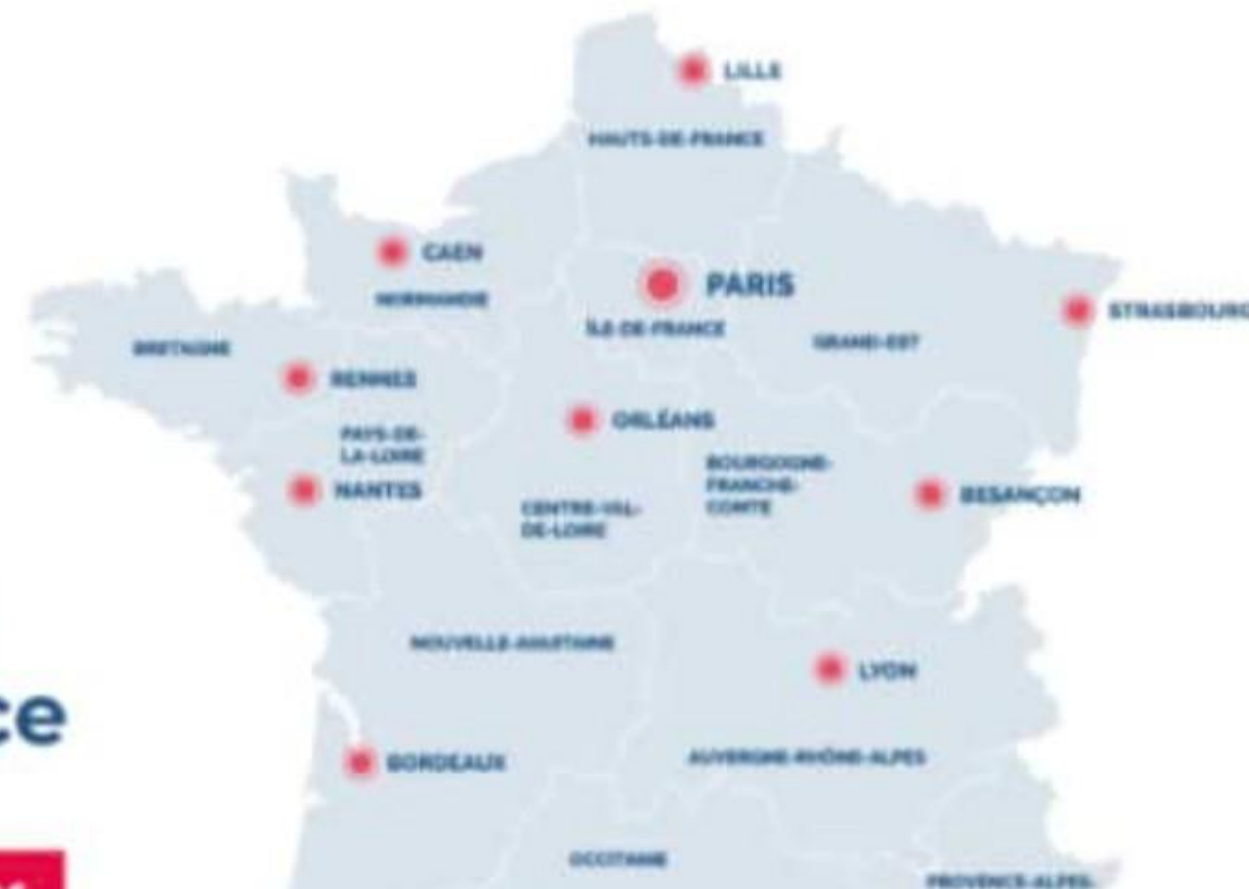 LILLE
HAUTS-DE-FRANCE
CAEN
PARIS
NORMANDIE
STRASBOURG
ÎLE-DE-FRANCE
GRAND-EST
BRETAGNE
RENNES
ORLÉANS
PAYS-DE-
LA-LOIRE
BOURGOGNE-
FRANCHE-
COMTÉ
NANTES
BESANÇON
CENTRE-VAL-
DE-LOIRE
NOUVELLE-AQUITAINE
LYON
ce
BORDEAUX
AUVERGNE-RHÔNE-ALPES
OCCITANIE
PROVENCE-ALPES-